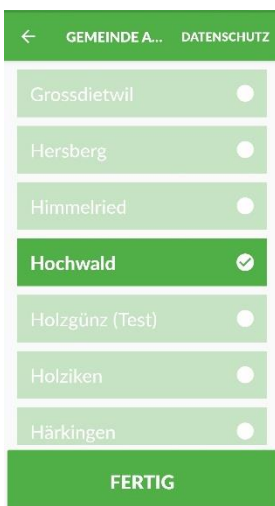 GEMEINDE A... DATENSCHUTZ
Grossdietwil
Hersberg
Himmelried
Hochwald
Holzgünz (Test)
Holziken
Härkingen
FERTIG